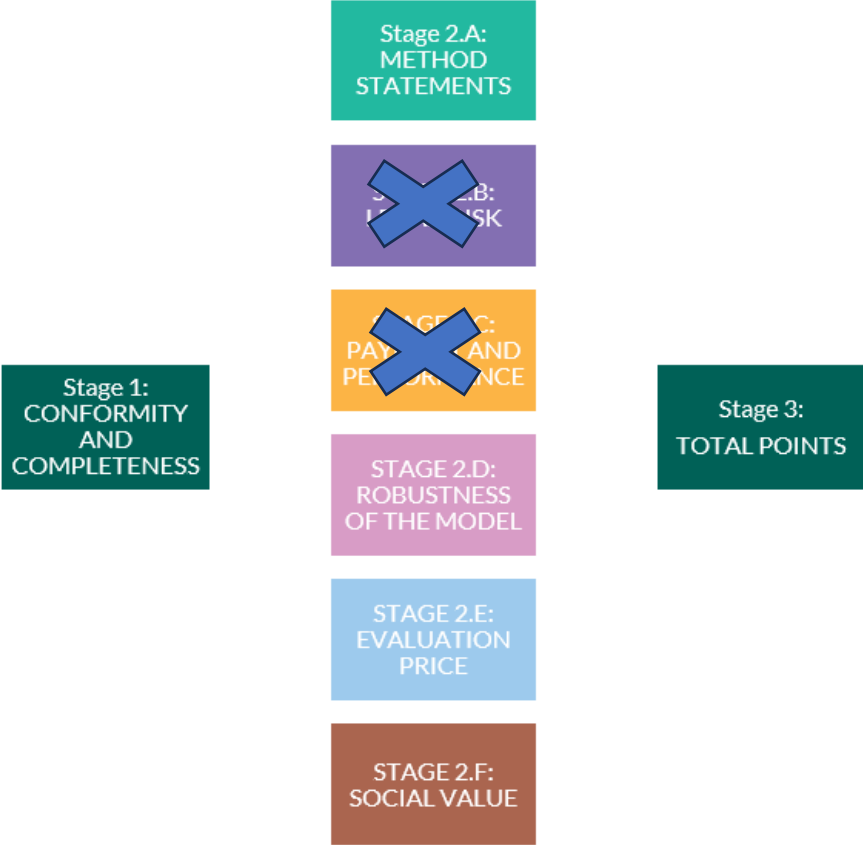 Stage 2.A:
METHOD
STATEMENTS
AND
Stage 1:
CONFORMITY
AND
COMPLETENESS
Stage 3:
TOTAL POINTS
STAGE 2.D:
ROBUSTNESS
OF THE MODEL
STAGE 2.E:
EVALUATION
PRICE
STAGE 2.F:
SOCIAL VALUE